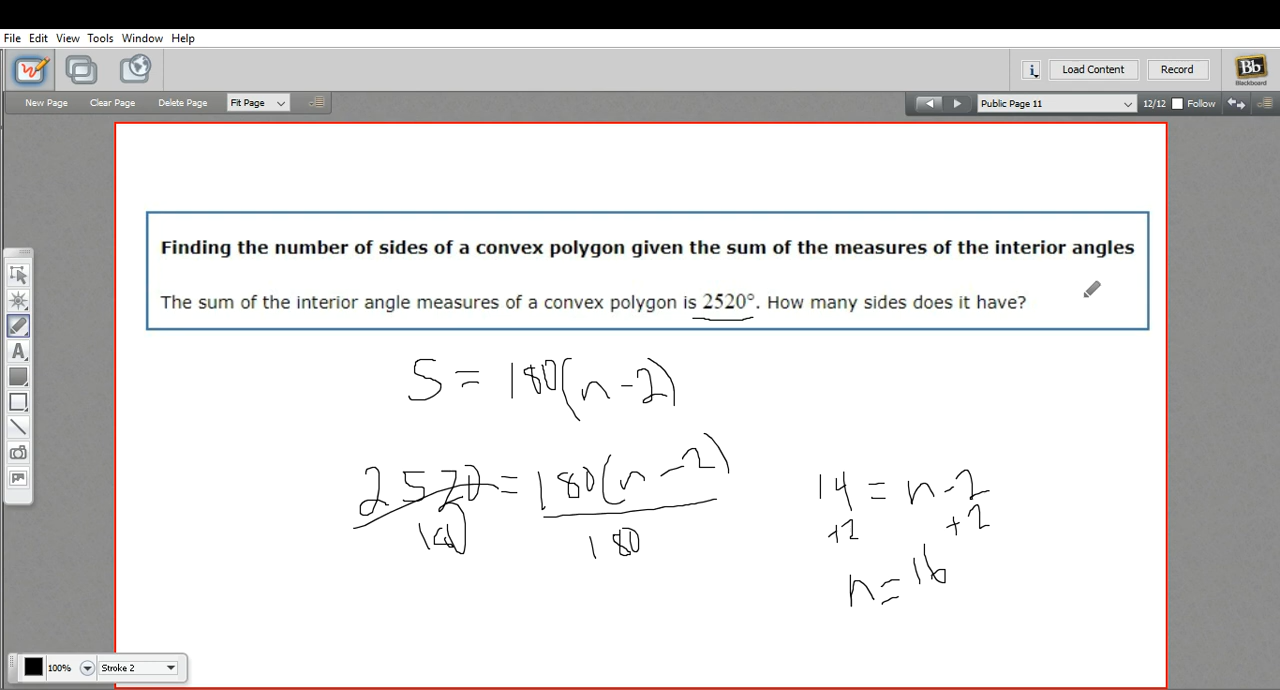 File Edit View Tools Window Help
Load Content Record Bb
Blackboard
New Page Clear Page Delete Page Fit Page Public Page 11 12/12 Follow
Finding the number of sides of a convex polygon given the sum of the measures of the interior angles
The sum of the interior angle measures of a convex polygon is 2520°. How many sides does it have?
S = 180(n-2)
2520 = 180(n-2)
180 180
14 = n-2
+2 +2
n = 16
A
100% Stroke 2